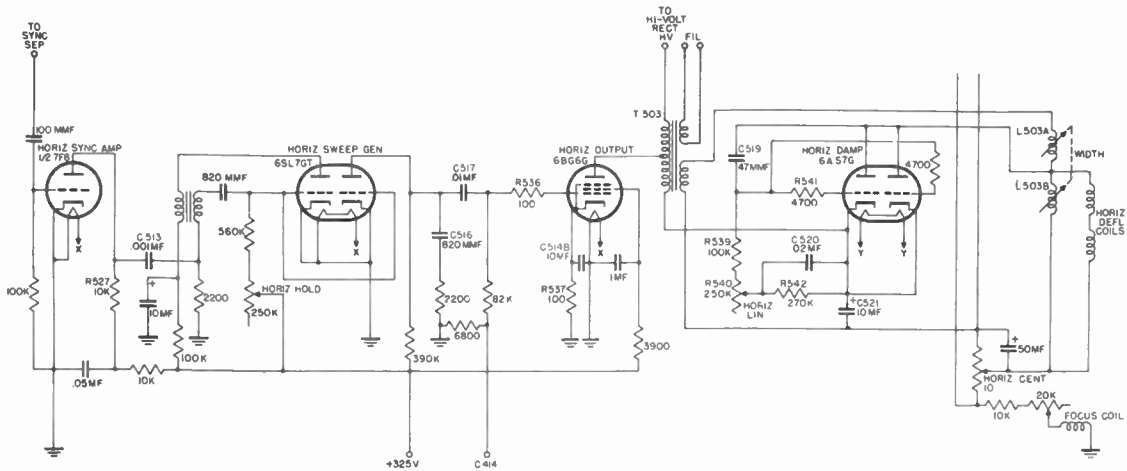 TO
SYNC
SEP
100 MMF
HORIZ SYNC AMP
1/2 7F8
X
100K
C513
.001MF
R527
10K
10MF
2200
100K
.05MF
10K
820 MMF
HORIZ SWEEP GEN
6SL7GT
X
560K
HORIZ HOLD
250K
C517
.01MF
C516
820MMF
7200
82K
6800
390K
+325V
C414
R536
100
HORIZ OUTPUT
6BG6G
X
C514B
10MF
.1MF
R537
100
3900
TO
HI-VOLT
RECT
HV
FIL
T 503
C519
47MMF
HORIZ DAMP
6AS7G
4700
R541
4700
Y
Y
R539
100K
C520
.02MF
R540
250K
HORIZ
LIN
R542
270K
C521
10MF
L503A
WIDTH
L503B
HORIZ
DEFL
COILS
50MF
HORIZ CENT
10
10K
20K
FOCUS COIL